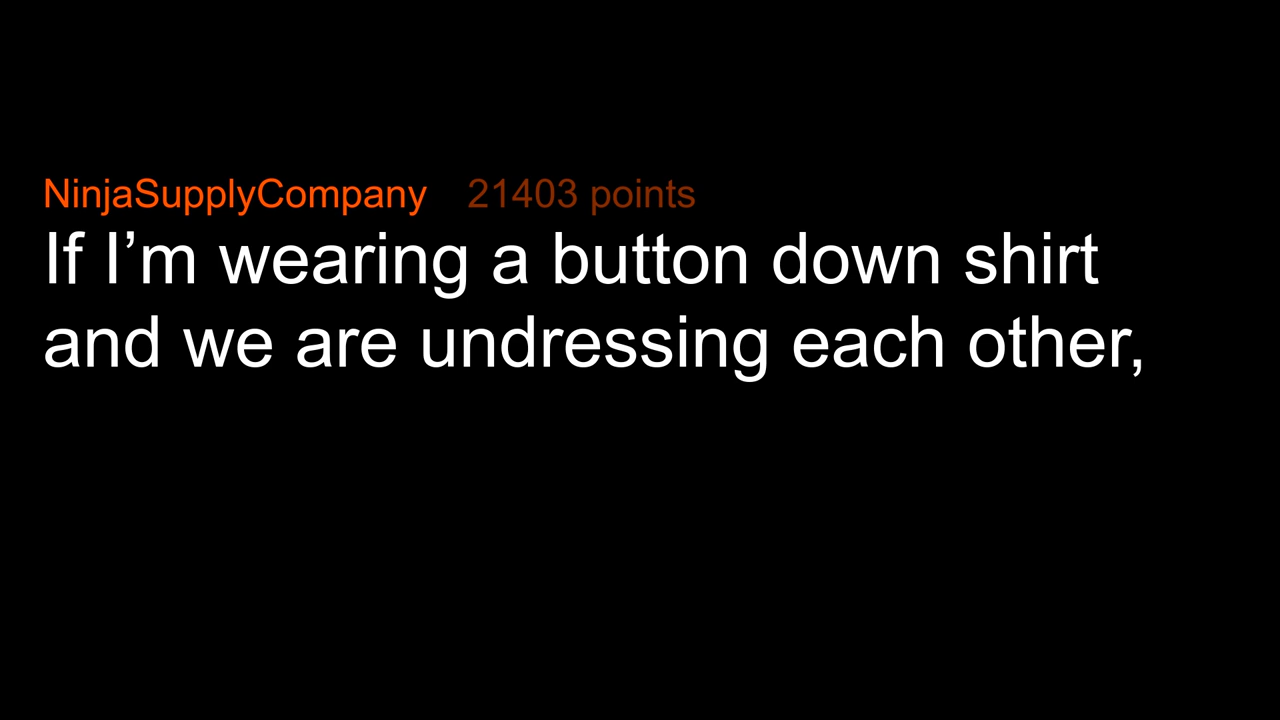 NinjaSupplyCompany 21403 points
If I’m wearing a button down shirt
and we are undressing each other,